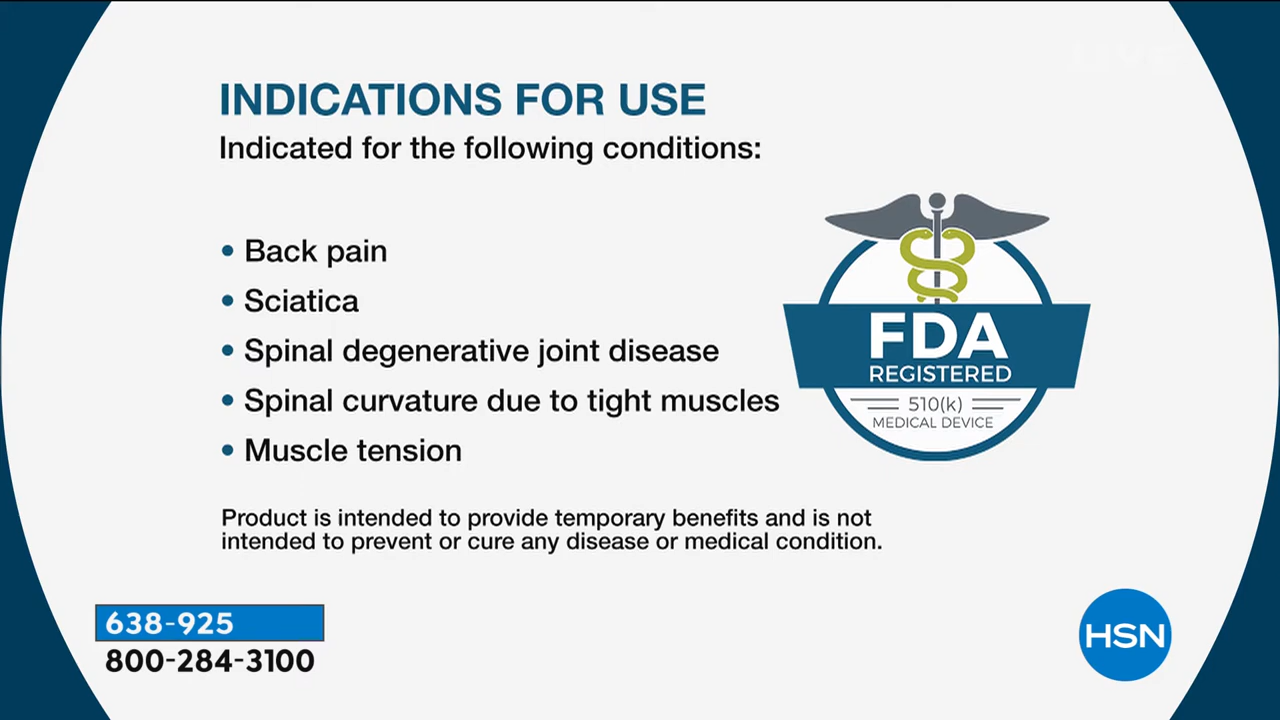 INDICATIONS FOR USE
Indicated for the following conditions:
• Back pain
• Sciatica
• Spinal degenerative joint disease
• Spinal curvature due to tight muscles
• Muscle tension
FDA
REGISTERED
510(k)
MEDICAL DEVICE
Product is intended to provide temporary benefits and is not
intended to prevent or cure any disease or medical condition.
638-925
800-284-3100
HSN